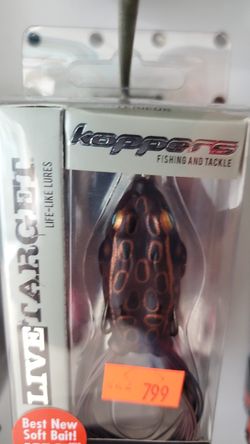 koppers
FISHING AND TACKLE
LIVETARGET
LIFE-LIKE LURES
799
Best New
Soft Bait!